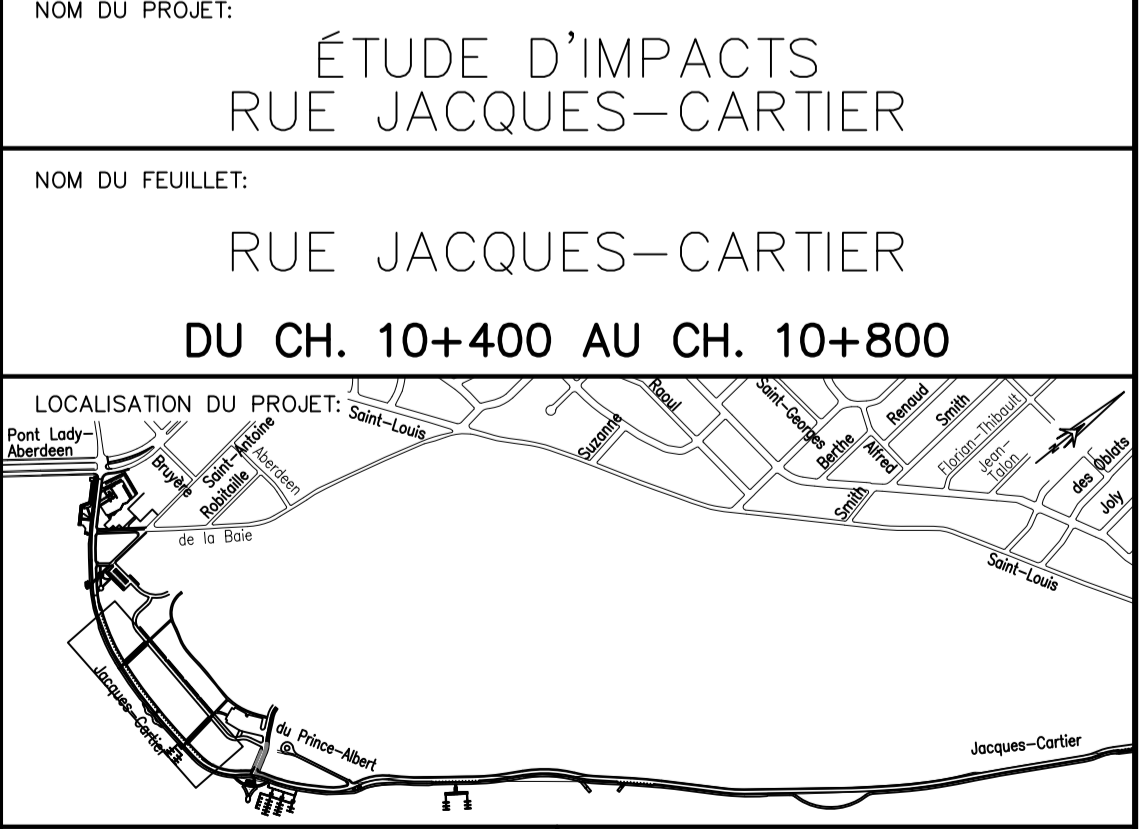 NOM DU PROJET:
ÉTUDE D'IMPACTS
RUE JACQUES-CARTIER
NOM DU FEUILLET:
RUE JACQUES-CARTIER
DU CH. 10+400 AU CH. 10+800
LOCALISATION DU PROJET:
Pont Lady-
Aberdeen
Bruyère
Saint-Antoine
Robitaille
Aberdeen
de la Baie
Saint-Louis
Suzanne
Raoul
Saint-Georges
Berthe
Alfred
Renaud
Smith
Smith
Florian-Thibault
Jean-
Talon
des Oblats
Joly
Saint-Louis
Jacques-Cartier
du Prince-Albert
Jacques-Cartier